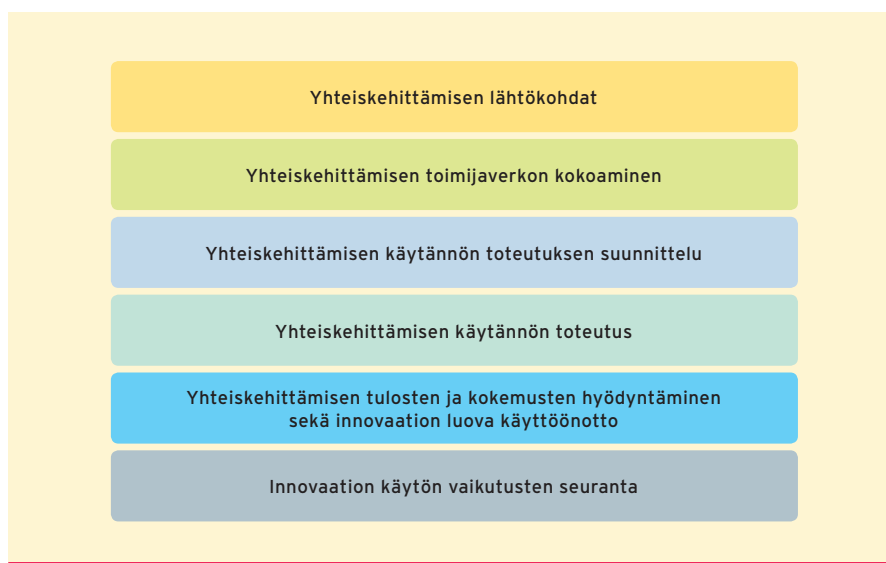 Yhteiskehittämisen lähtökohdat
Yhteiskehittämisen toimijaverkon kokoaminen
Yhteiskehittämisen käytännön toteutuksen suunnittelu
Yhteiskehittämisen käytännön toteutus
Yhteiskehittämisen tulosten ja kokemusten hyödyntäminen
sekä innovaation luova käyttöönotto
Innovaation käytön vaikutusten seuranta